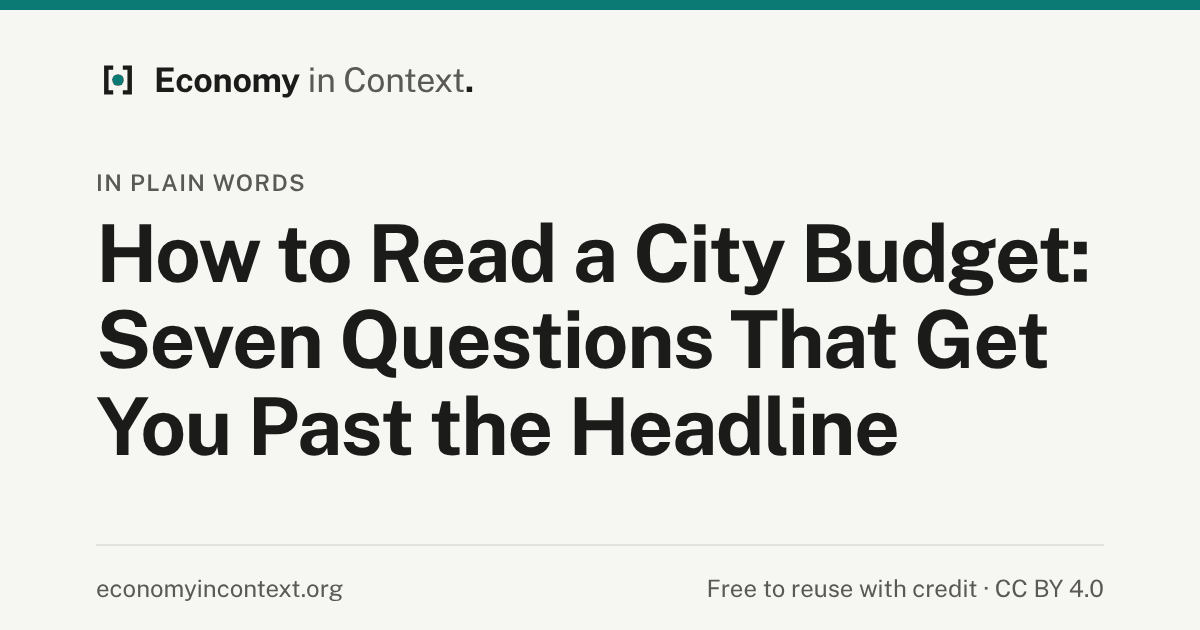 Economy in Context.
IN PLAIN WORDS
How to Read a City Budget:
Seven Questions That Get
You Past the Headline
economyincontext.org
Free to reuse with credit · CC BY 4.0